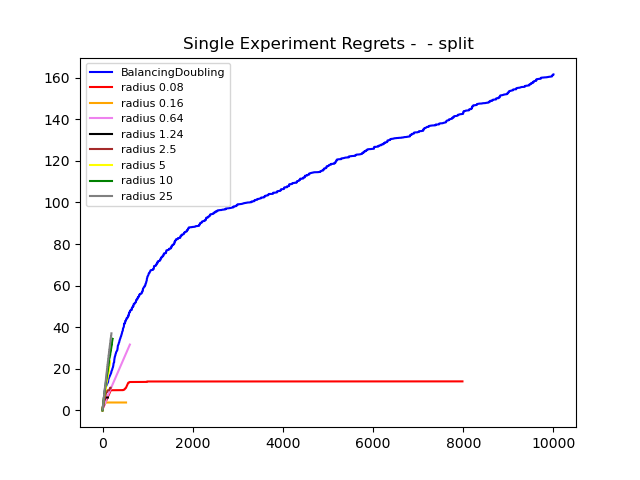 Single Experiment Regrets -  - split
BalancingDoubling
radius 0.08
radius 0.16
radius 0.64
radius 1.24
radius 2.5
radius 5
radius 10
radius 25
160
140
120
100
80
60
40
20
0
0 2000 4000 6000 8000 10000